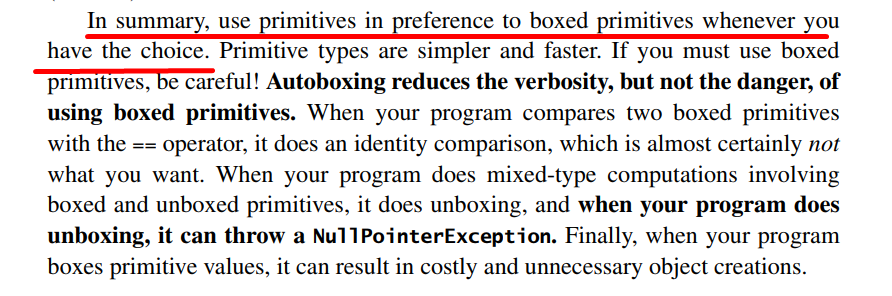 In summary, use primitives in preference to boxed primitives whenever you
have the choice. Primitive types are simpler and faster. If you must use boxed
primitives, be careful! Autoboxing reduces the verbosity, but not the danger, of
using boxed primitives. When your program compares two boxed primitives
with the == operator, it does an identity comparison, which is almost certainly not
what you want. When your program does mixed-type computations involving
boxed and unboxed primitives, it does unboxing, and when your program does
unboxing, it can throw a NullPointerException. Finally, when your program
boxes primitive values, it can result in costly and unnecessary object creations.